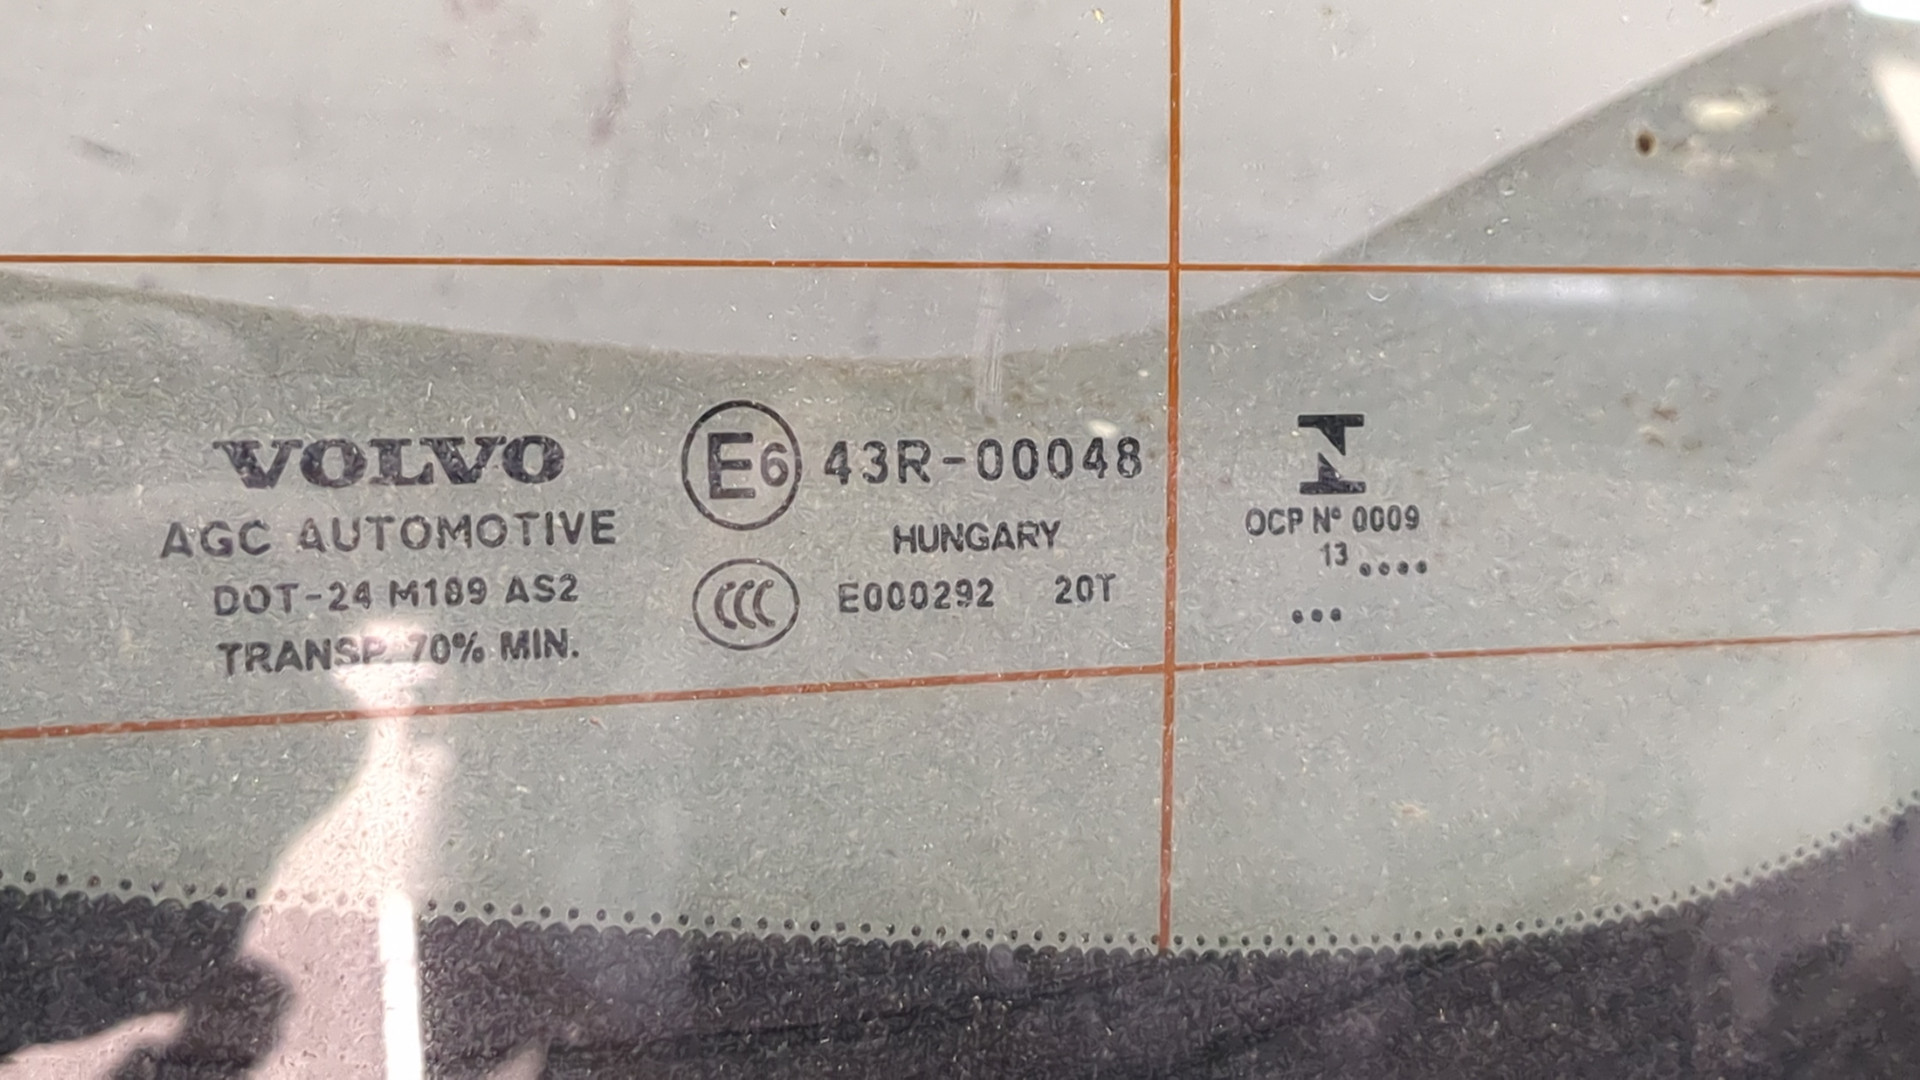 VOLVO
AGC AUTOMOTIVE
DOT-24 M189 AS2
TRANSP. 70% MIN.
E6 43R-00048
HUNGARY
CCC E000292 20T
OCP Nº 0009
13 ....
...